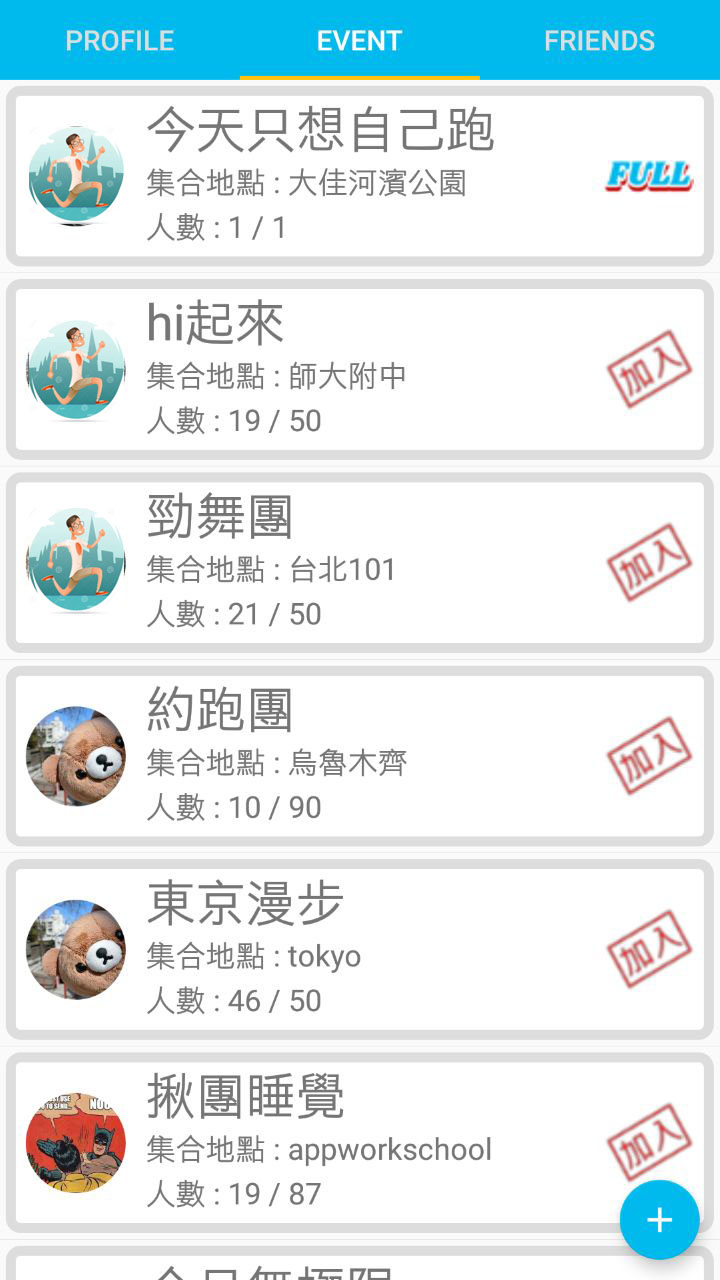 PROFILE
EVENT
FRIENDS
今天只想自己跑
集合地點 : 大佳河濱公園
人數 : 1 / 1
FULL
hi起來
集合地點 : 師大附中
人數 : 19 / 50
加入
勁舞團
集合地點 : 台北101
人數 : 21 / 50
加入
約跑團
集合地點 : 烏魯木齊
人數 : 10 / 90
加入
東京漫步
集合地點 : tokyo
人數 : 46 / 50
加入
揪團睡覺
集合地點 : appworkschool
人數 : 19 / 87
加入
+